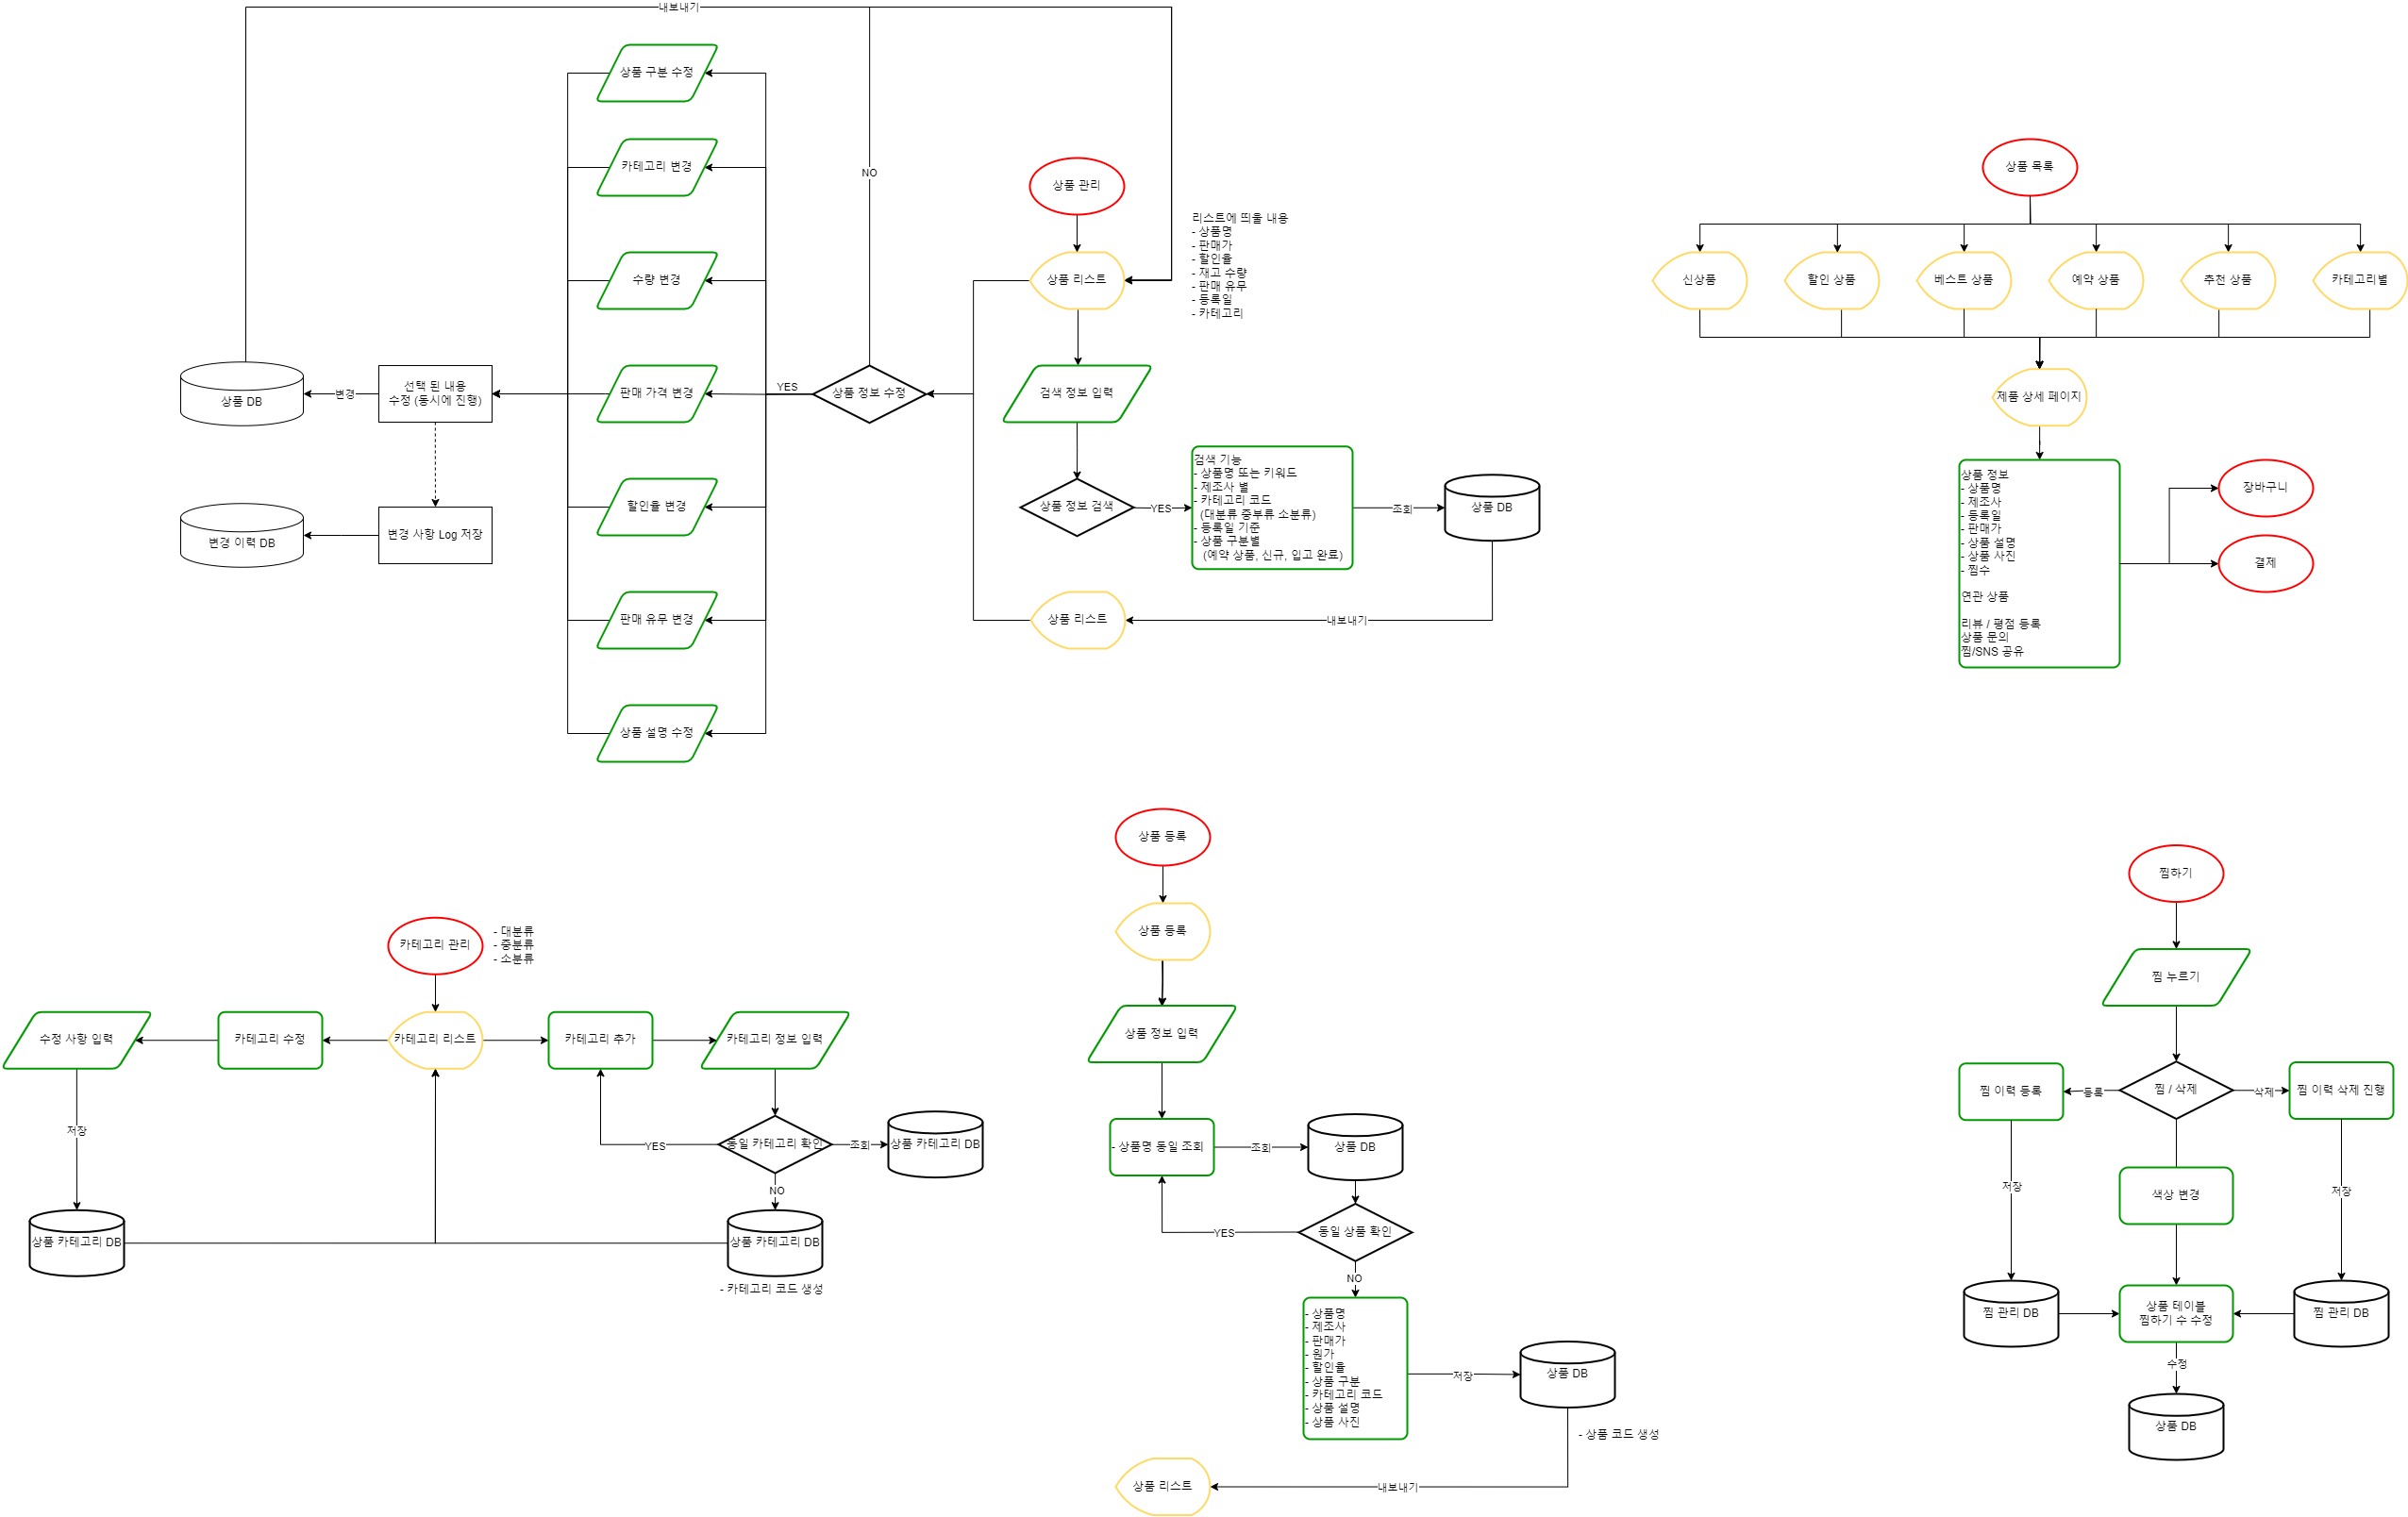 내보내기
상품 구분 수정
카테고리 변경
수량 변경
판매 가격 변경
할인율 변경
판매 유무 변경
상품 설명 수정
NO
YES
상품 정보 수정
선택 된 내용
수정 (동시에 진행)
변경
상품 DB
변경 사항 Log 저장
변경 이력 DB
상품 관리
상품 리스트
리스트에 띄울 내용
- 상품명
- 판매가
- 할인율
- 재고 수량
- 판매 유무
- 등록일
- 카테고리
검색 정보 입력
상품 정보 검색
YES
검색 기능
- 상품명 또는 키워드
- 제조사 별
- 카테고리 코드
(대분류 중부류 소분류)
- 등록일 기준
- 상품 구분별
(예약 상품, 신규, 입고 완료)
조회
상품 DB
내보내기
상품 리스트
상품 목록
신상품
할인 상품
베스트 상품
예약 상품
추천 상품
카테고리별
제품 상세 페이지
상품 정보
- 상품명
- 제조사
- 등록일
- 판매가
- 상품 설명
- 상품 사진
- 찜수
연관 상품
리뷰 / 평점 등록
상품 문의
찜/SNS 공유
장바구니
결제
카테고리 관리
- 대분류
- 중분류
- 소분류
수정 사항 입력
카테고리 수정
카테고리 리스트
카테고리 추가
카테고리 정보 입력
저장
YES
동일 카테고리 확인
조회
상품 카테고리 DB
NO
상품 카테고리 DB
상품 카테고리 DB
- 카테고리 코드 생성
상품 등록
상품 등록
상품 정보 입력
- 상품명 동일 조회
조회
상품 DB
YES
동일 상품 확인
NO
- 상품명
- 제조사
- 판매가
- 원가
- 할인율
- 상품 구분
- 카테고리 코드
- 상품 설명
- 상품 사진
저장
상품 DB
- 상품 코드 생성
내보내기
상품 리스트
찜하기
찜 누르기
찜 / 삭제
등록
삭제
찜 이력 등록
찜 이력 삭제 진행
저장
색상 변경
저장
찜 관리 DB
상품 테이블
찜하기 수 수정
찜 관리 DB
수정
상품 DB